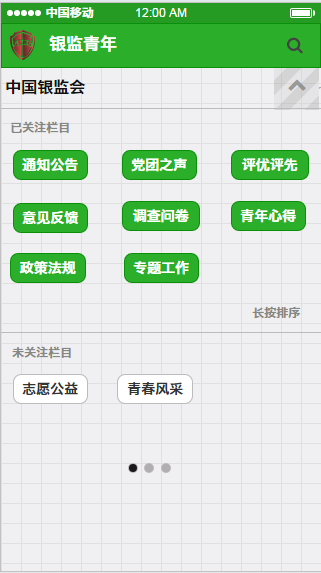 中国移动 12:00 AM
银监青年
中国银监会
已关注栏目
通知公告 党团之声 评优评先
意见反馈 调查问卷 青年心得
政策法规 专题工作
长按排序
未关注栏目
志愿公益 青春风采